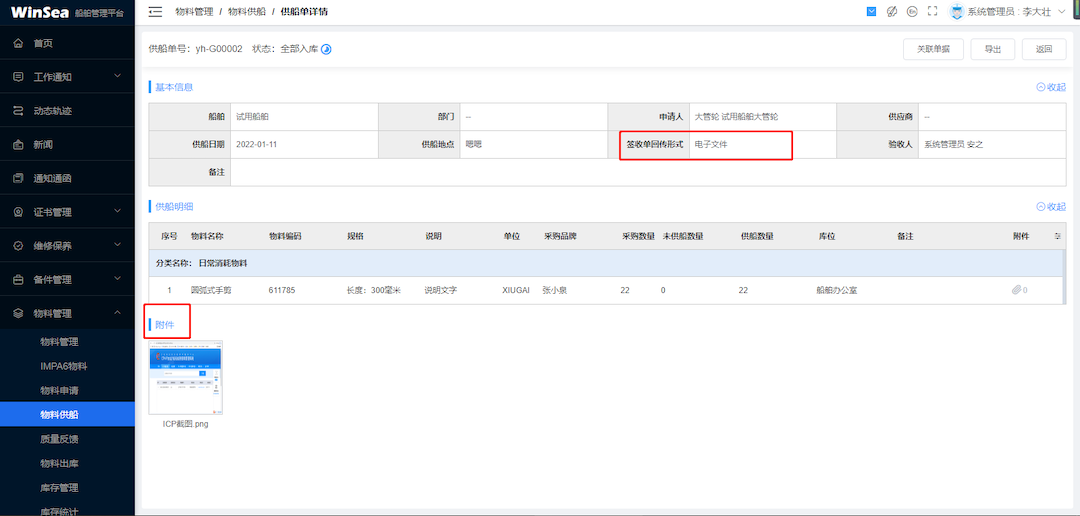 WinSea 船舶管理平台
物料管理 / 物料供船 / 供船单详情
系统管理员 : 李大壮
首页
工作通知
动态轨迹
新闻
通知通函
证书管理
维修保养
备件管理
物料管理
物料管理
IMPA6物料
物料申请
物料供船
质量反馈
物料出库
库存管理
库存统计
供船单号: yh-G00002 状态: 全部入库
关联单据 导出 返回
基本信息 收起
船舶 试用船舶 部门 -- 申请人 大管轮 试用船舶大管轮 供应商 --
供船日期 2022-01-11 供船地点 嗯嗯 签收单回传形式 电子文件 验收人 系统管理员 安之
备注
供船明细 收起
序号 物料名称 物料编码 规格 说明 单位 采购品牌 采购数量 未供船数量 供船数量 库位 备注 附件
分类名称: 日常消耗物料
1 圆弧式手剪 611785 长度: 300毫米 说明文字 XIUGAI 张小泉 22 0 22 船舶办公室 0
附件
ICP截图.png